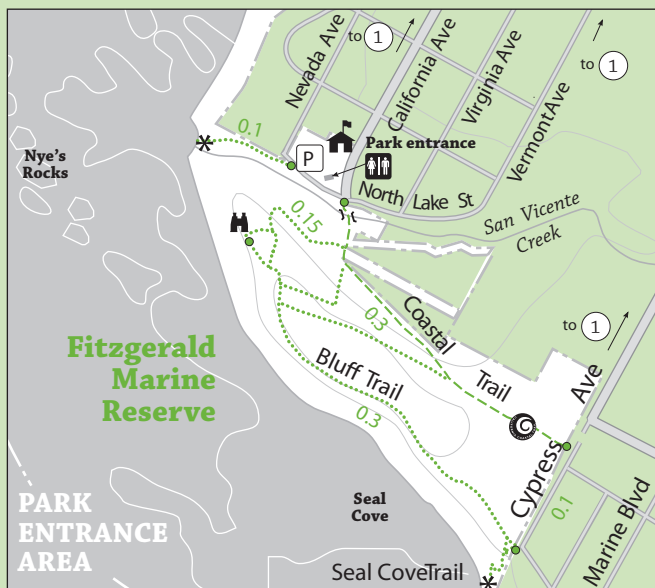 to 1
Nevada Ave
California Ave
Virginia Ave
to 1
Vermont Ave
0.1
Nye's
Rocks
P
Park entrance
North Lake St
San Vicente
Creek
0.15
Coastal
Trail
0.3
to 1
Fitzgerald
Marine
Reserve
Bluff Trail
0.3
Cypress
Ave
PARK
ENTRANCE
AREA
Seal
Cove
0.1
Marine Blvd
Seal CoveTrail